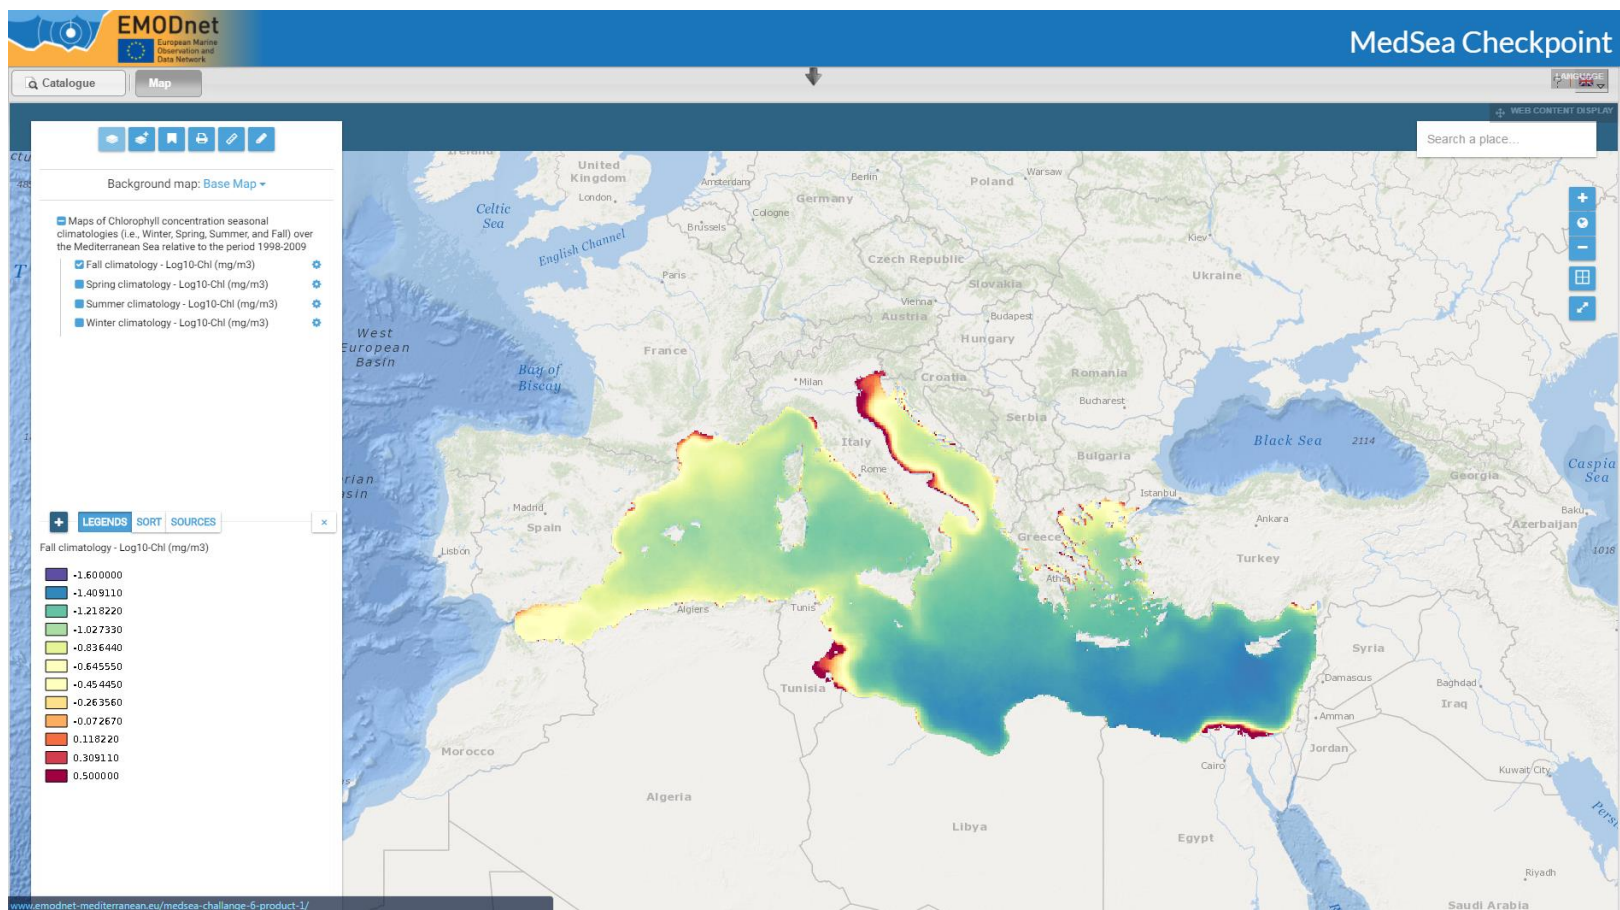 EMODnet
European Marine
Observation and
Data Network
MedSea Checkpoint
Catalogue
Map
LANGUAGE
WEB CONTENT DISPLAY
Search a place...
Background map: Base Map
Maps of Chlorophyll concentration seasonal
climatologies (i.e., Winter, Spring, Summer, and Fall) over
the Mediterranean Sea relative to the period 1998-2009
Fall climatology - Log10-Chl (mg/m3)
Spring climatology - Log10-Chl (mg/m3)
Summer climatology - Log10-Chl (mg/m3)
Winter climatology - Log10-Chl (mg/m3)
LEGENDS SORT SOURCES
×
Fall climatology - Log10-Chl (mg/m3)
-1.600000
-1.409110
-1.218220
-1.027330
-0.836440
-0.645550
-0.454450
-0.263560
-0.072670
0.118220
0.309110
0.500000
www.emodnet-mediterranean.eu/medsea-challange-6-product-1/
United
Kingdom
London
Amsterdam
Berlin
Poland
Warsaw
Germany
Celtic
Sea
English Channel
Brussels
Cologne
Kiev
Czech Republic
Ukraine
Paris
Slovakia
Vienna
Austria
Budapest
Hungary
West
European
Basin
France
Bay of
Biscay
Milan
Croatia
Romania
Bucharest
Serbia
Italy
Black Sea
2114
Bulgaria
Georgia
Rome
Istanbul
Madrid
Spain
Ankara
Baku
Azerbaijan
Greece
Lisbon
Turkey
1016
Algiers
Tunis
Syria
Damascus
Baghdad
Tunisia
Iraq
Amman
Morocco
Jordan
Cairo
Kuwait City
Algeria
Libya
Egypt
Riyadh
Saudi Arabia